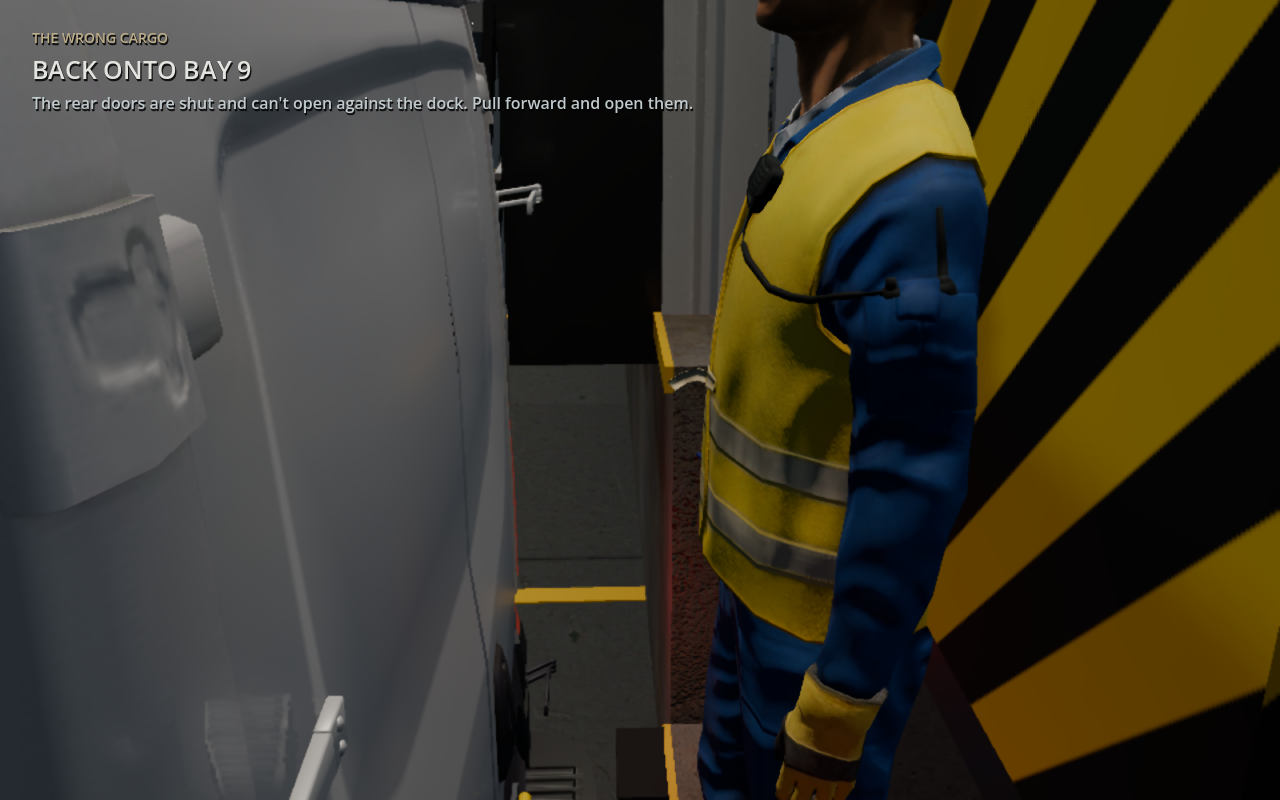 THE WRONG CARGO
BACK ONTO BAY 9
The rear doors are shut and can't open against the dock. Pull forward and open them.